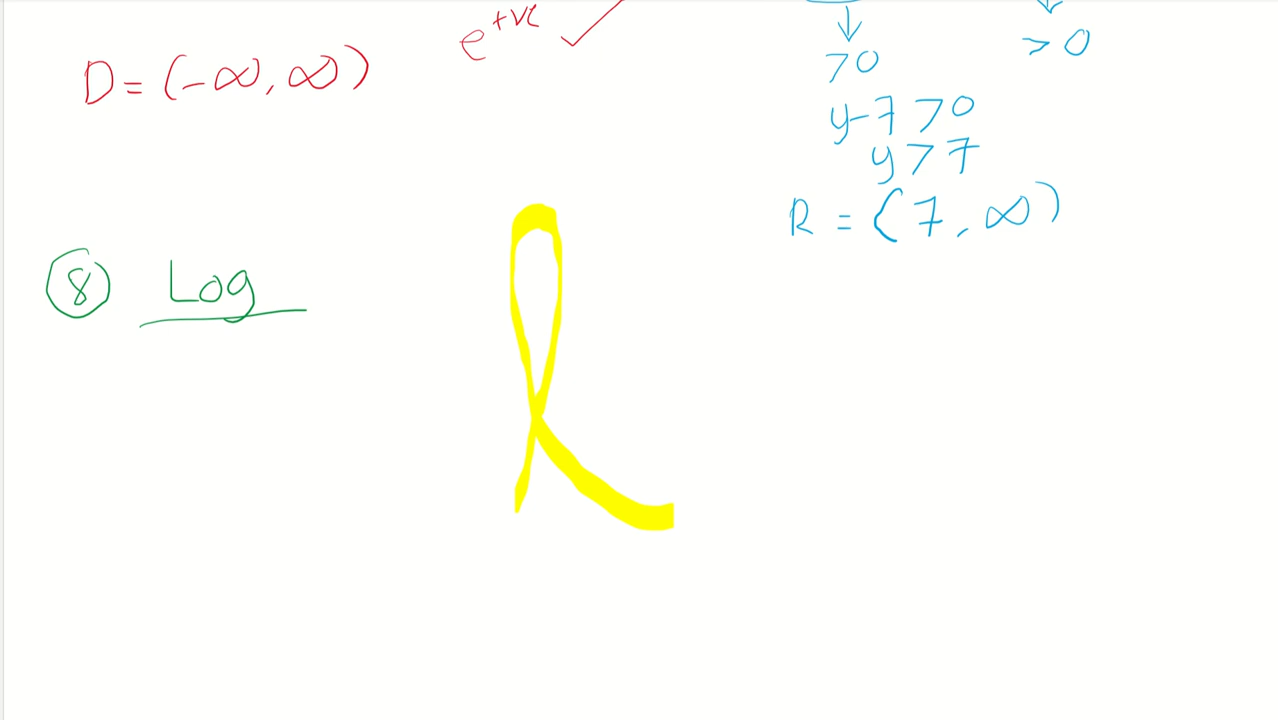 e^{+ve} ✓
D = (-∞, ∞)
↓
>0
↓
>0
y-7 >0
y > 7
R = (7, ∞)
⑧ Log
l